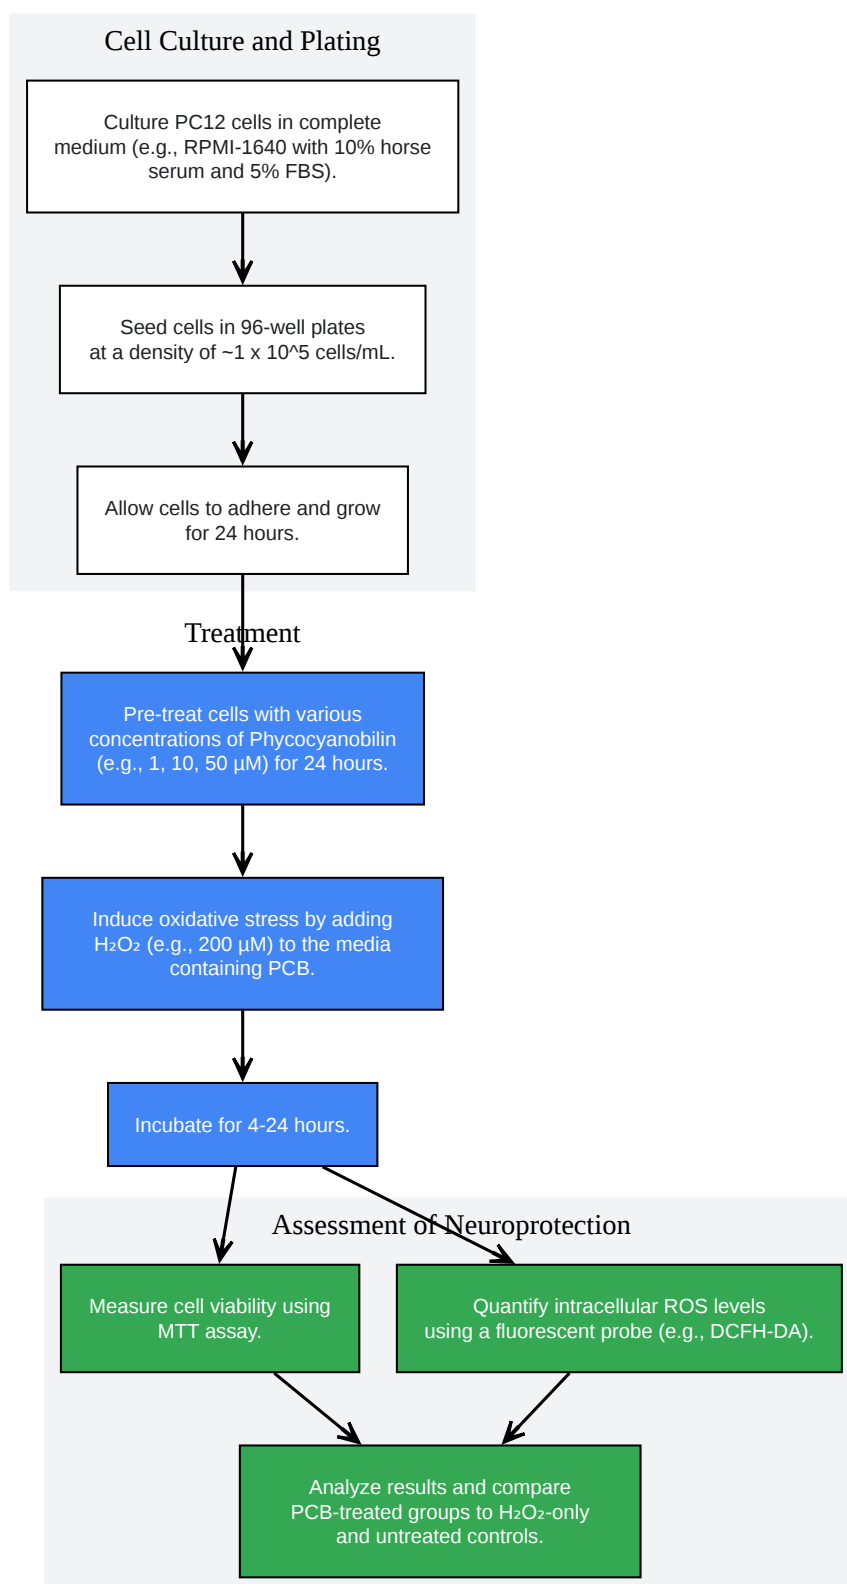 Cell Culture and Plating
Culture PC12 cells in complete
medium (e.g., RPMI-1640 with 10% horse
serum and 5% FBS).
Seed cells in 96-well plates
at a density of ~1 x 10^5 cells/mL.
Allow cells to adhere and grow
for 24 hours.
Treatment
Pre-treat cells with various
concentrations of Phycocyanobilin
(e.g., 1, 10, 50 µM) for 24 hours.
Induce oxidative stress by adding
H₂O₂ (e.g., 200 µM) to the media
containing PCB.
Incubate for 4-24 hours.
Assessment of Neuroprotection
Measure cell viability using
MTT assay.
Quantify intracellular ROS levels
using a fluorescent probe (e.g., DCFH-DA).
Analyze results and compare
PCB-treated groups to H₂O₂-only
and untreated controls.